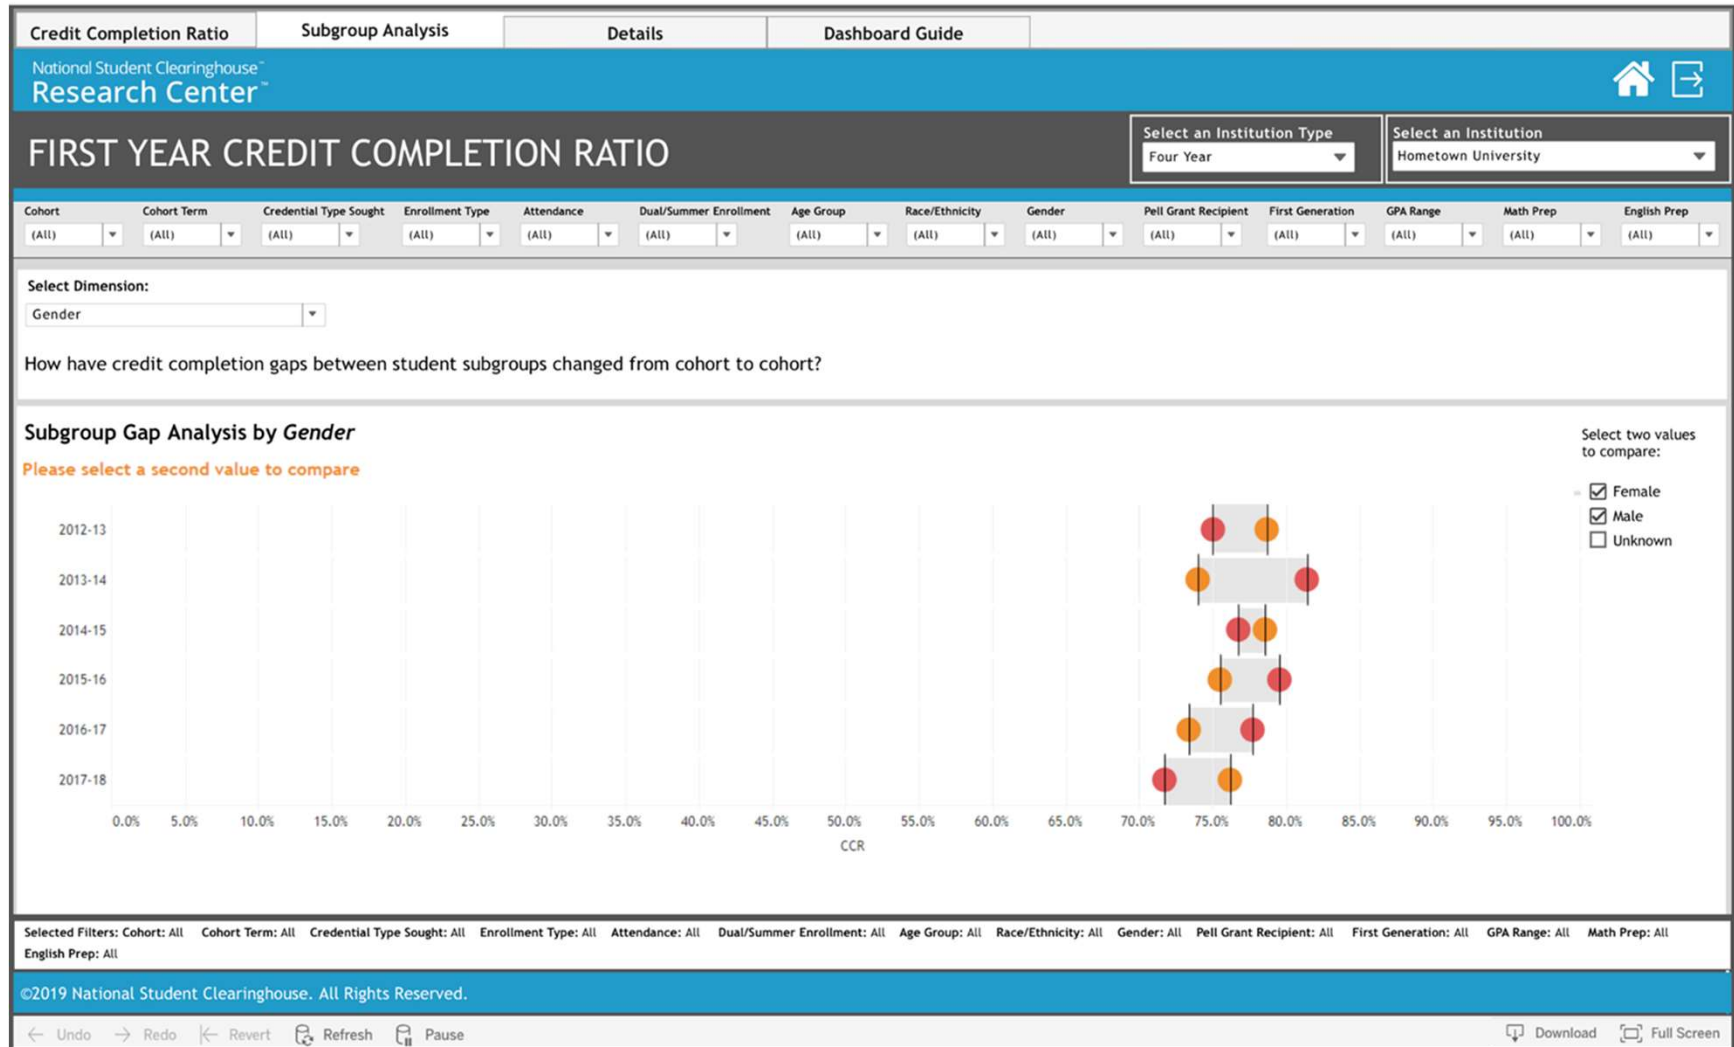 Credit Completion Ratio Subgroup Analysis Details Dashboard Guide
National Student Clearinghouse™
Research Center™
FIRST YEAR CREDIT COMPLETION RATIO
Select an Institution Type Select an Institution
Four Year Hometown University
Cohort Cohort Term Credential Type Sought Enrollment Type Attendance Dual/Summer Enrollment Age Group Race/Ethnicity Gender Pell Grant Recipient First Generation GPA Range Math Prep English Prep
(All) (All) (All) (All) (All) (All) (All) (All) (All) (All) (All) (All) (All) (All)
Select Dimension:
Gender
How have credit completion gaps between student subgroups changed from cohort to cohort?
Subgroup Gap Analysis by Gender
Please select a second value to compare
Select two values
to compare:
Female
Male
Unknown
2012-13
2013-14
2014-15
2015-16
2016-17
2017-18
0.0% 5.0% 10.0% 15.0% 20.0% 25.0% 30.0% 35.0% 40.0% 45.0% 50.0% 55.0% 60.0% 65.0% 70.0% 75.0% 80.0% 85.0% 90.0% 95.0% 100.0%
CCR
Selected Filters: Cohort: All Cohort Term: All Credential Type Sought: All Enrollment Type: All Attendance: All Dual/Summer Enrollment: All Age Group: All Race/Ethnicity: All Gender: All Pell Grant Recipient: All First Generation: All GPA Range: All Math Prep: All
English Prep: All
©2019 National Student Clearinghouse. All Rights Reserved.
Undo Redo Revert Refresh Pause Download Full Screen